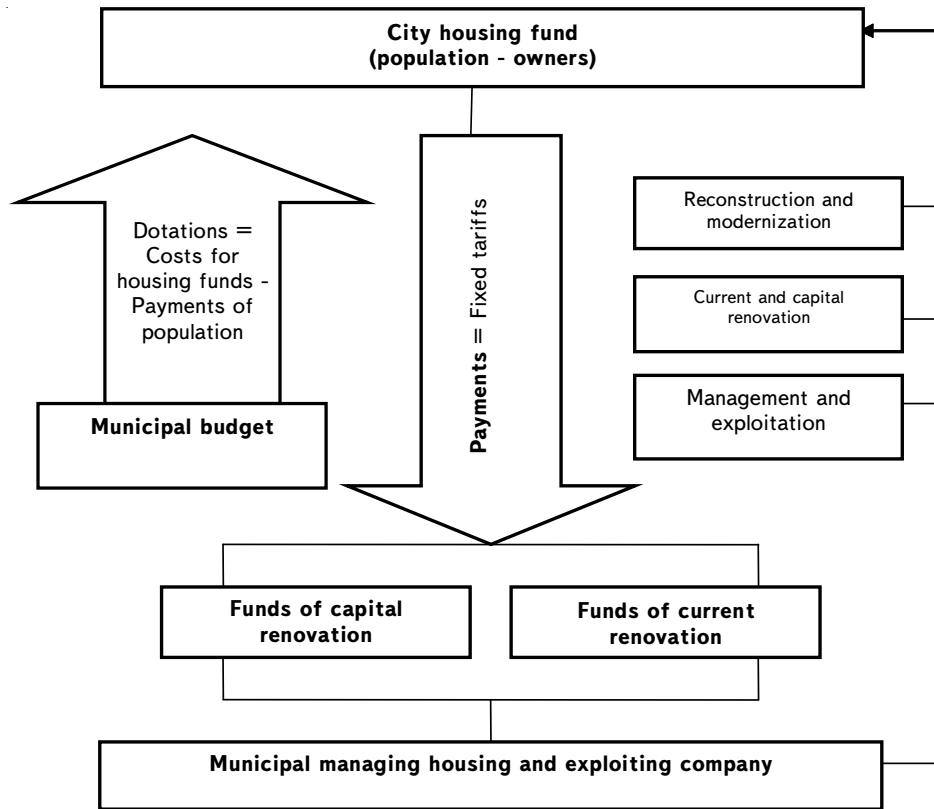 City housing fund
(population - owners)
Dotations =
Costs for
housing funds -
Payments of
population
Municipal budget
Payments = Fixed tariffs
Reconstruction and
modernization
Current and capital
renovation
Management and
exploitation
Funds of capital
renovation
Funds of current
renovation
Municipal managing housing and exploiting company